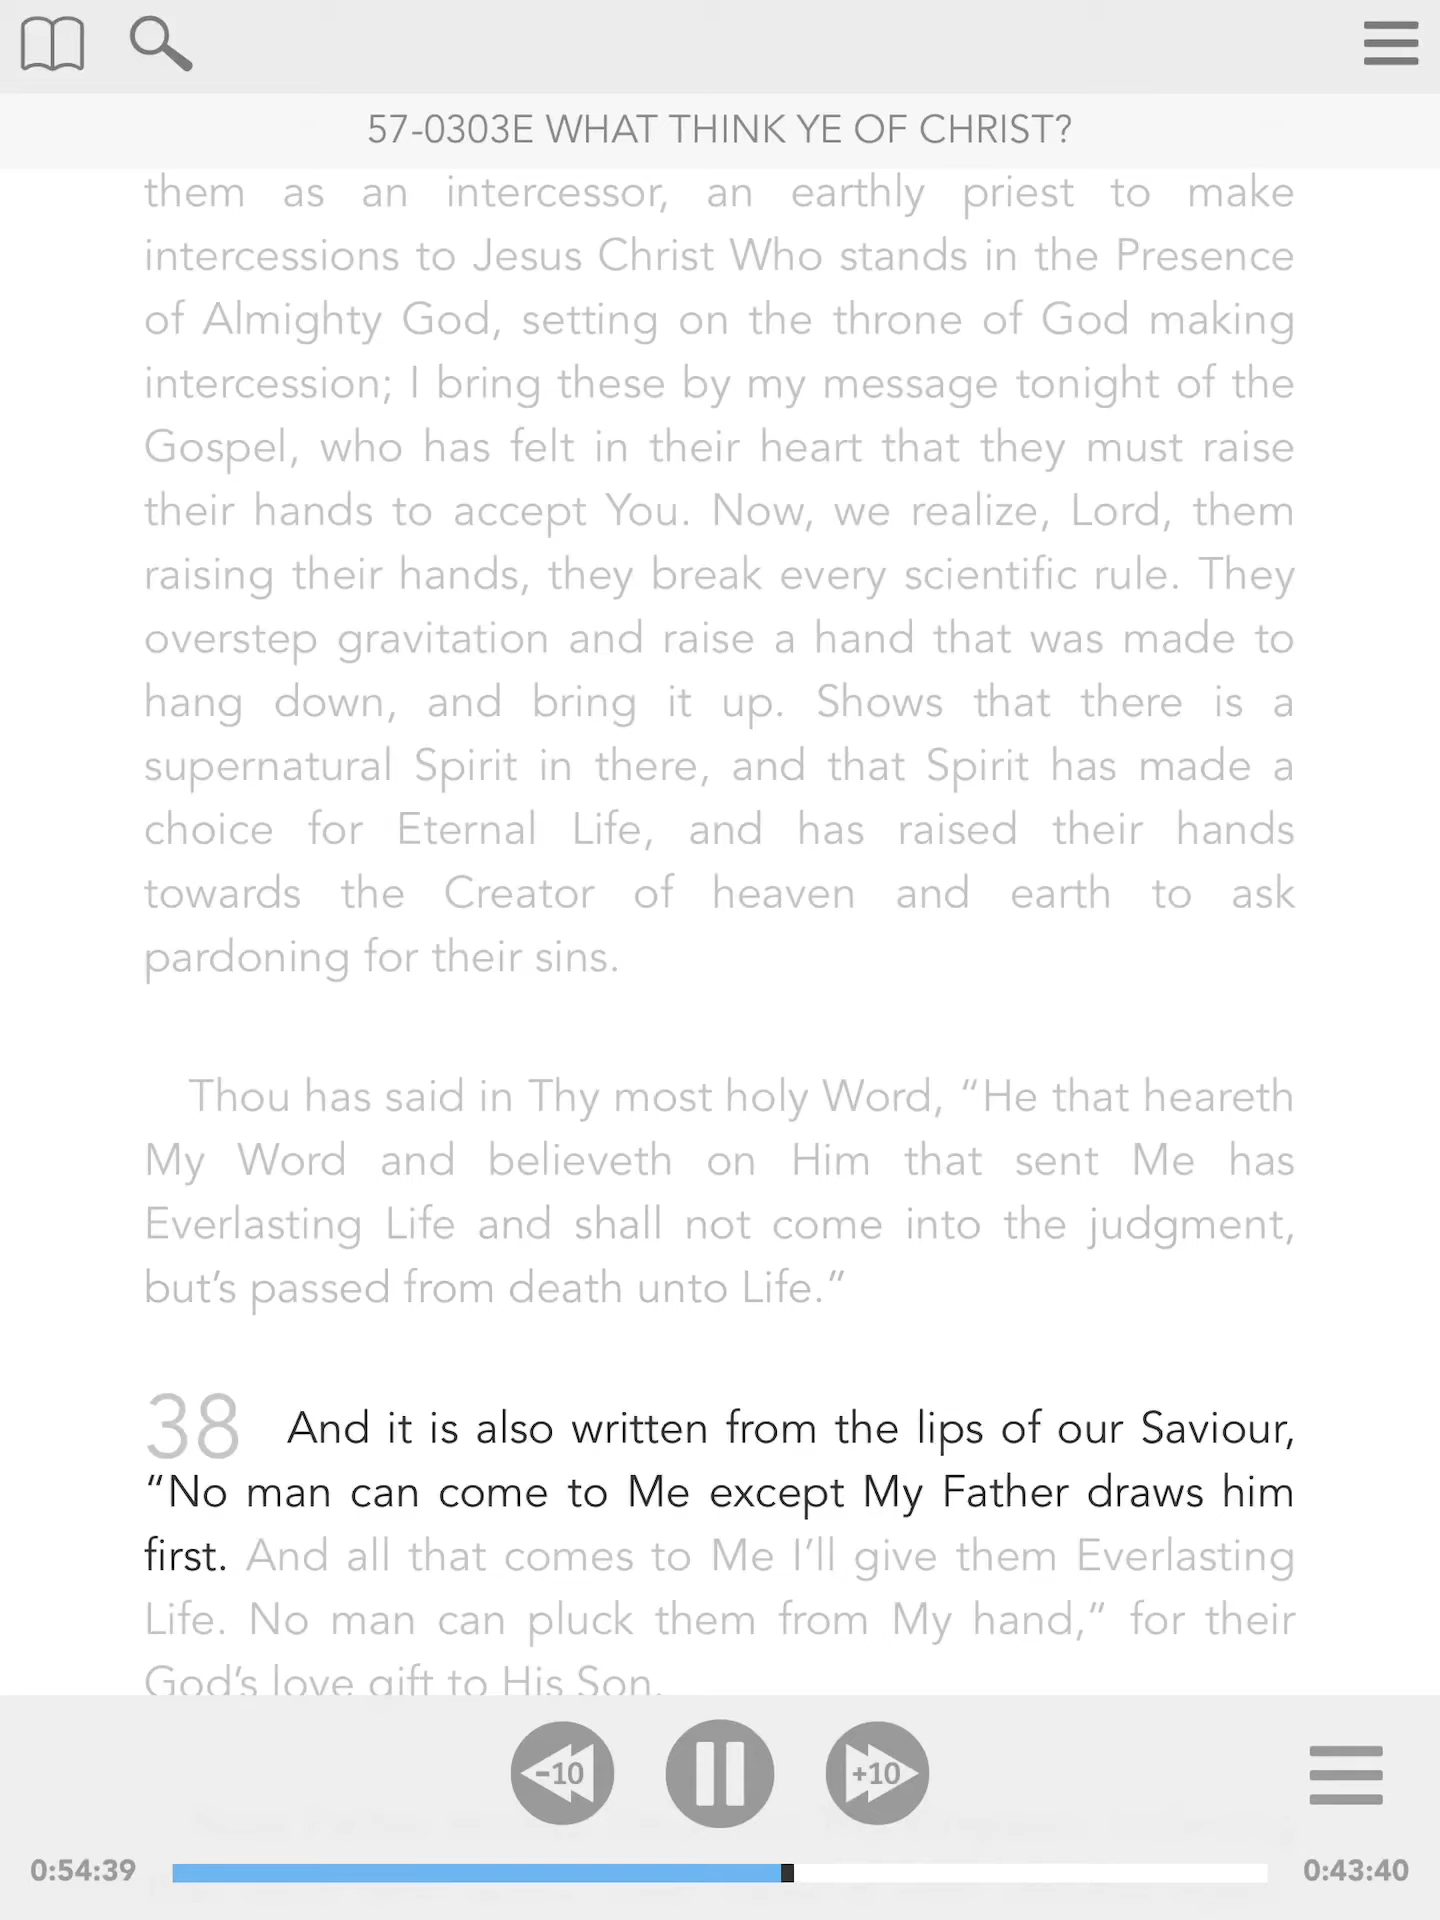 57-0303E WHAT THINK YE OF CHRIST?
them as an intercessor, an earthly priest to make
intercessions to Jesus Christ Who stands in the Presence
of Almighty God, setting on the throne of God making
intercession; I bring these by my message tonight of the
Gospel, who has felt in their heart that they must raise
their hands to accept You. Now, we realize, Lord, them
raising their hands, they break every scientific rule. They
overstep gravitation and raise a hand that was made to
hang down, and bring it up. Shows that there is a
supernatural Spirit in there, and that Spirit has made a
choice for Eternal Life, and has raised their hands
towards the Creator of heaven and earth to ask
pardoning for their sins.
Thou has said in Thy most holy Word, “He that heareth
My Word and believeth on Him that sent Me has
Everlasting Life and shall not come into the judgment,
but’s passed from death unto Life.”
38 And it is also written from the lips of our Saviour,
“No man can come to Me except My Father draws him
first. And all that comes to Me I’ll give them Everlasting
Life. No man can pluck them from My hand,” for their
God’s love gift to His Son.
-10 +10
0:54:39 0:43:40